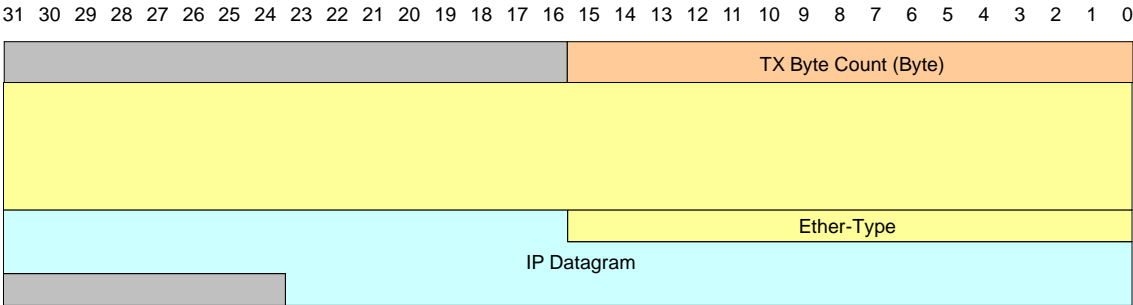 31 30 29 28 27 26 25 24 23 22 21 20 19 18 17 16 15 14 13 12 11 10 9 8 7 6 5 4 3 2 1 0
TX Byte Count (Byte)
Ether-Type
IP Datagram